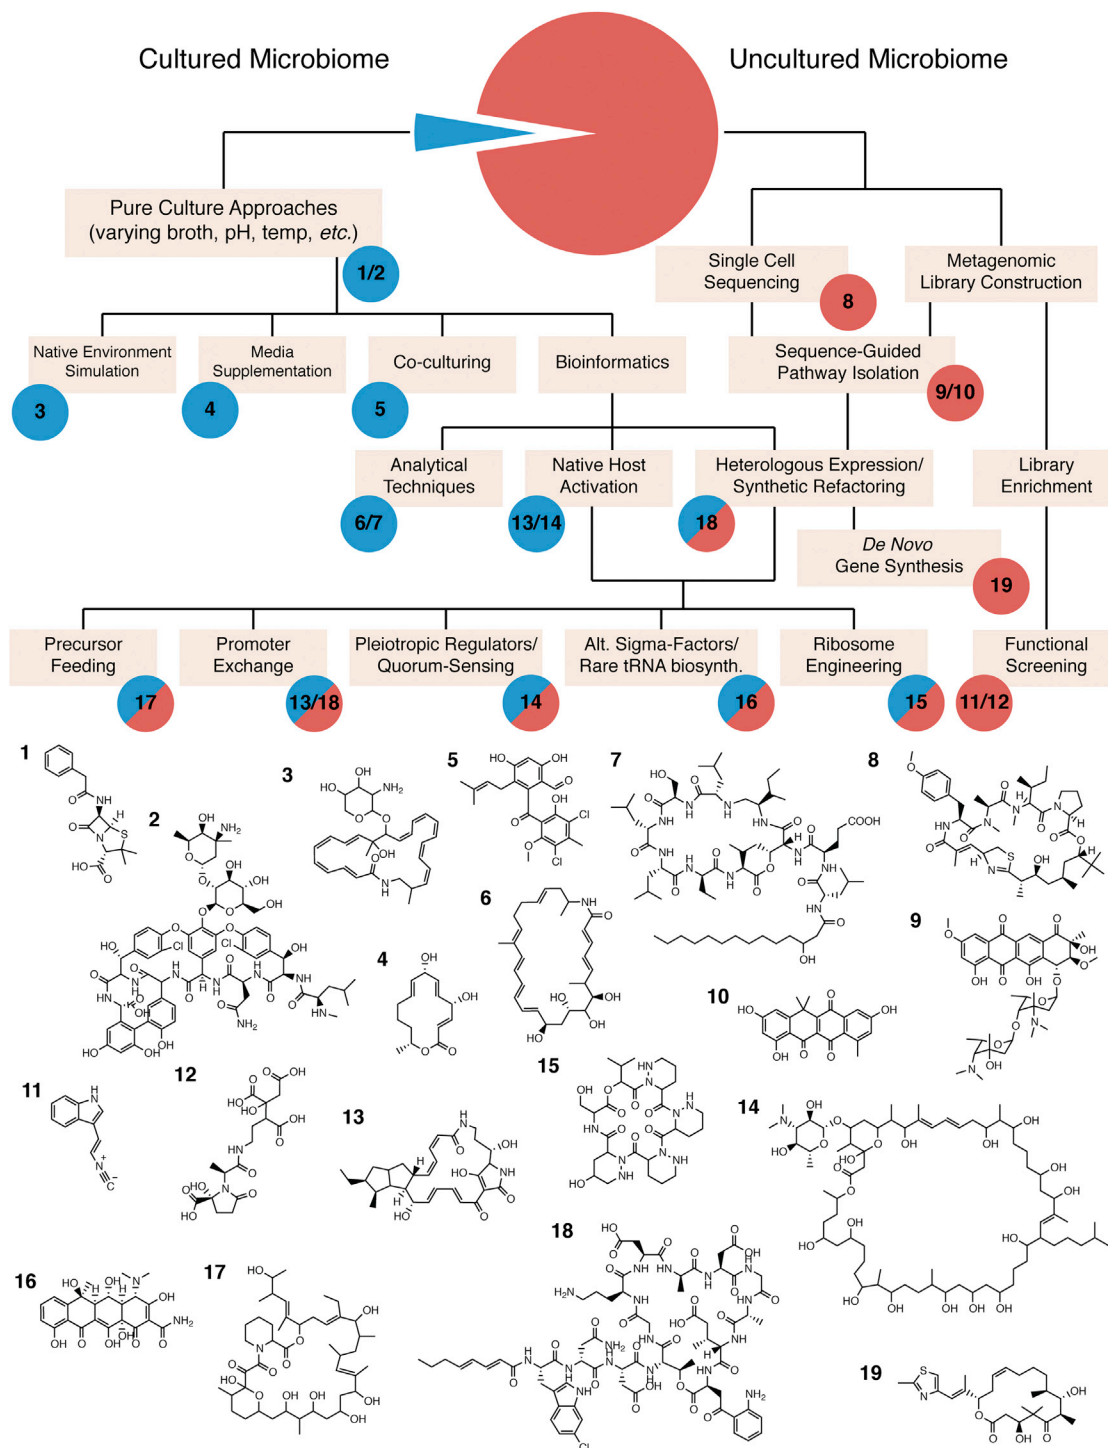 Cultured Microbiome
Uncultured Microbiome
Pure Culture Approaches
(varying broth, pH, temp, etc.)
1/2
Single Cell
Sequencing
8
Metagenomic
Library Construction
Native Environment
Simulation
3
Media
Supplementation
4
Co-culturing
5
Bioinformatics
Sequence-Guided
Pathway Isolation
9/10
Analytical
Techniques
6/7
Native Host
Activation
13/14
Heterologous Expression/
Synthetic Refactoring
18
Library
Enrichment
De Novo
Gene Synthesis
19
Precursor
Feeding
17
Promoter
Exchange
13/18
Pleiotropic Regulators/
Quorum-Sensing
14
Alt. Sigma-Factors/
Rare tRNA biosynth.
16
Ribosome
Engineering
15
Functional
Screening
11/12
1
2
3
4
5
6
7
8
9
10
11
12
13
14
15
16
17
18
19